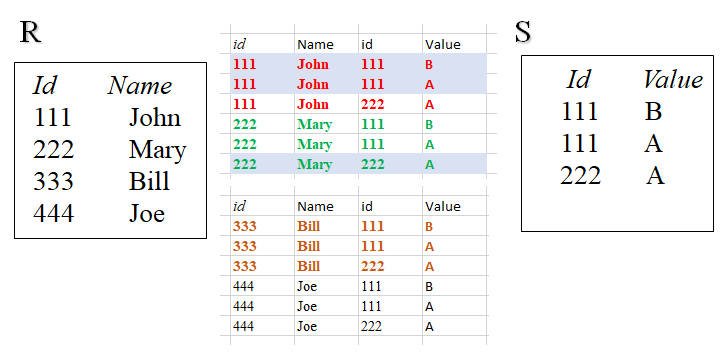 R
Id Name
111 John
222 Mary
333 Bill
444 Joe
id Name id Value
111 John 111 B
111 John 111 A
111 John 222 A
222 Mary 111 B
222 Mary 111 A
222 Mary 222 A
id Name id Value
333 Bill 111 B
333 Bill 111 A
333 Bill 222 A
444 Joe 111 B
444 Joe 111 A
444 Joe 222 A
S
Id Value
111 B
111 A
222 A